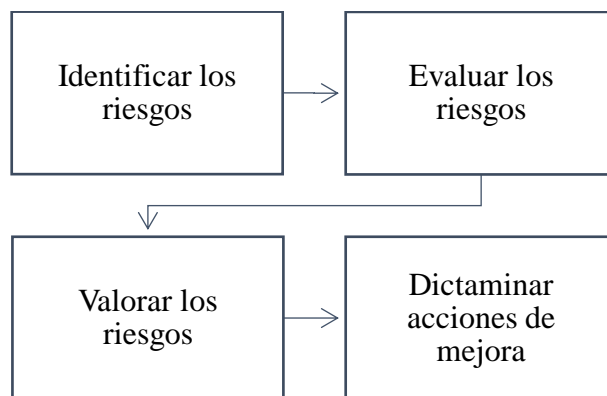 Identificar los
riesgos
Evaluar los
riesgos
Valorar los
riesgos
Dictaminar
acciones de
mejora